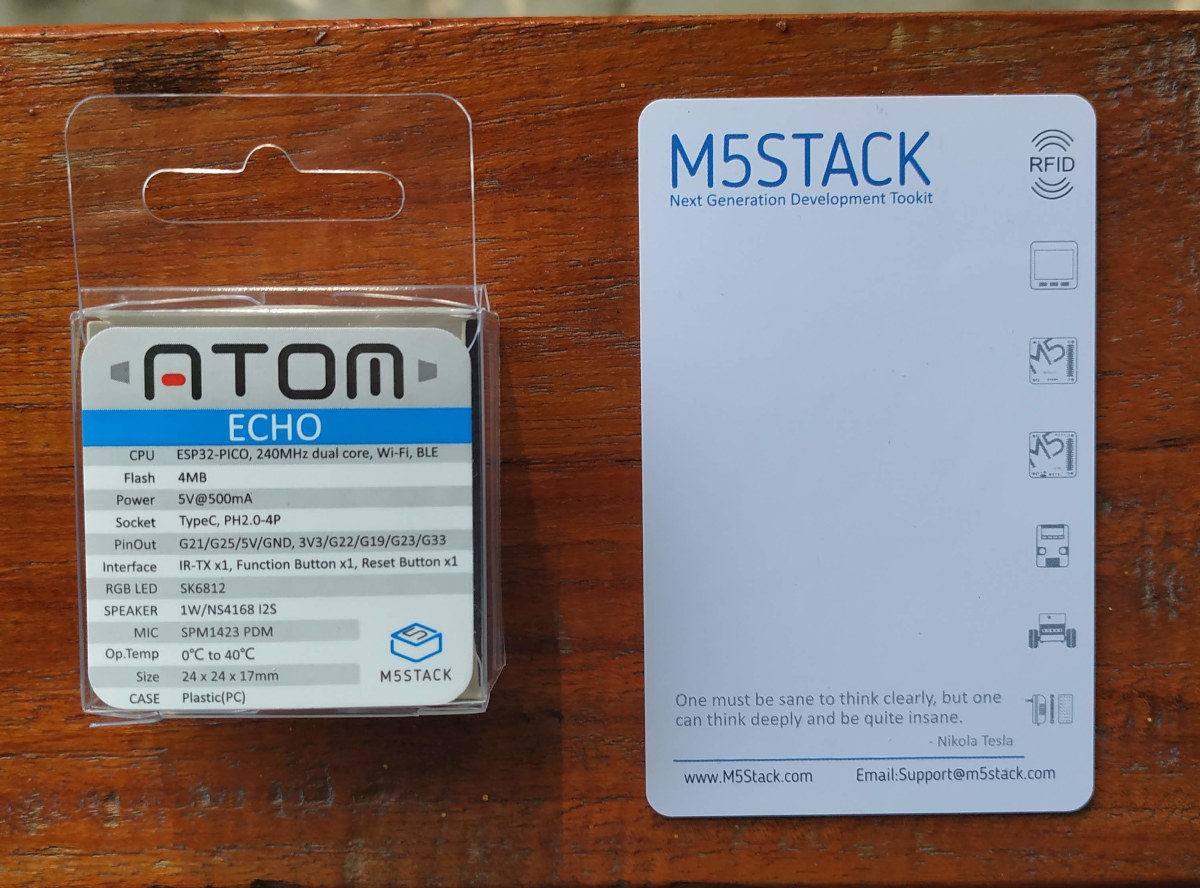 ATOM
ECHO
CPU ESP32-PICO, 240MHz dual core, Wi-Fi, BLE
Flash 4MB
Power 5V@500mA
Socket TypeC, PH2.0-4P
PinOut G21/G25/5V/GND, 3V3/G22/G19/G23/G33
Interface IR-TX x1, Function Button x1, Reset Button x1
RGB LED SK6812
SPEAKER 1W/NS4168 I2S
MIC SPM1423 PDM
Op.Temp 0℃ to 40℃
Size 24 x 24 x 17mm
CASE Plastic(PC)
5
M5STACK
M5STACK
Next Generation Development Tookit
RFID
M5
M5
One must be sane to think clearly, but one
can think deeply and be quite insane.
- Nikola Tesla
www.M5Stack.com Email:Support@m5stack.com